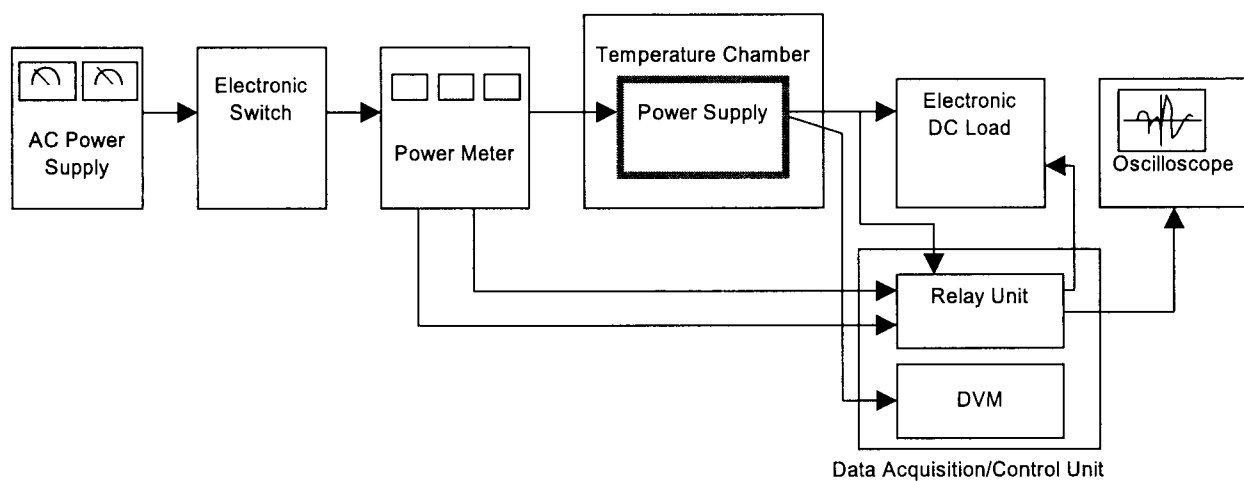 AC Power
Supply
Electronic
Switch
Power Meter
Temperature Chamber
Power Supply
Electronic
DC Load
Oscilloscope
Relay Unit
DVM
Data Acquisition/Control Unit